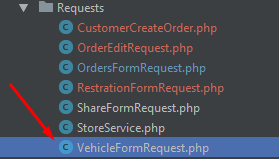 Requests
CustomerCreateOrder.php
OrderEditRequest.php
OrdersFormRequest.php
RestrationFormRequest.php
ShareFormRequest.php
StoreService.php
VehicleFormRequest.php